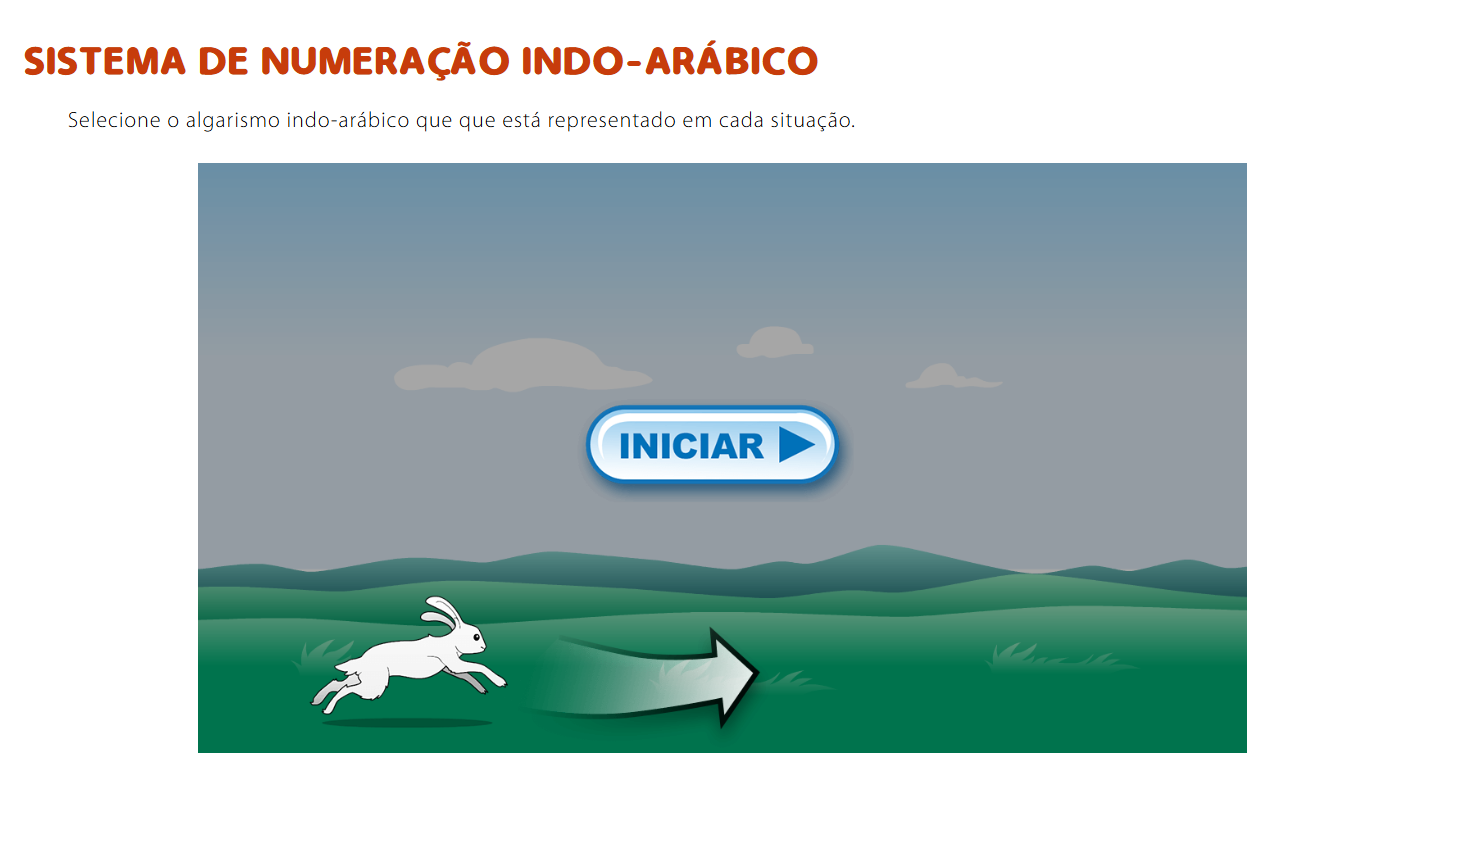 SISTEMA DE NUMERAÇÃO INDO-ARÁBICO
Selecione o algarismo indo-arábico que que está representado em cada situação.
INICIAR